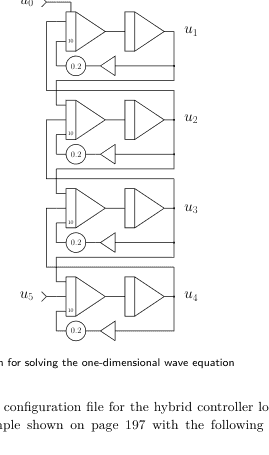 u₀
u₁
10
0.2
u₂
10
0.2
u₃
10
0.2
u₅
u₄
10
0.2
for solving the one-dimensional wave equation
configuration file for the hybrid controller
shown on page 197 with the following